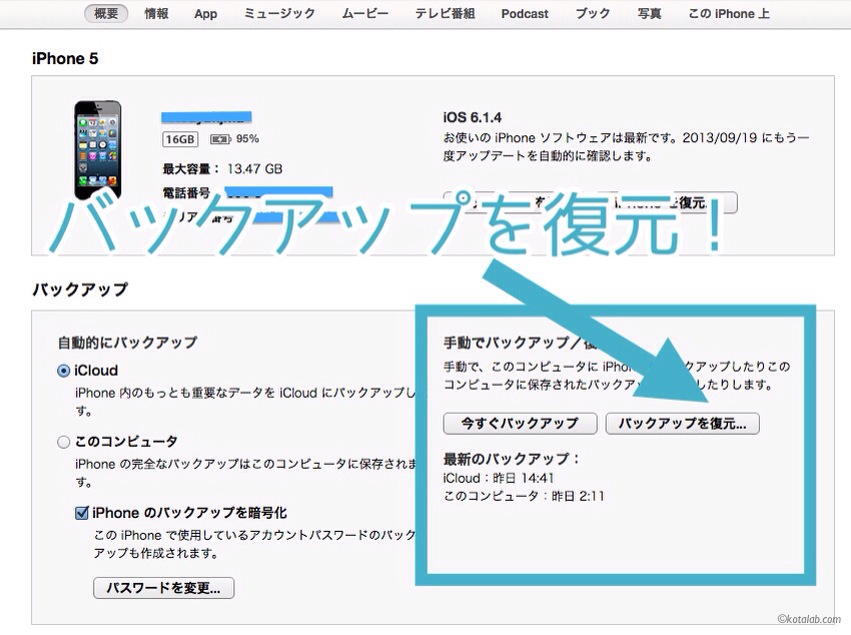 概要 情報 App ミュージック ムービー テレビ番組 Podcast ブック 写真 この iPhone 上
iPhone 5
16GB 95%
最大容量： 13.47 GB
電話番号
iOS 6.1.4
お使いの iPhone ソフトウェアは最新です。2013/09/19 にもう一
度アップデートを自動的に確認します。
バックアップを復元！
バックアップ
自動的にバックアップ
iCloud
iPhone 内のもっとも重要なデータを iCloud にバックアップし
す。
このコンピュータ
iPhone の完全なバックアップはこのコンピュータに保存されま
す。
iPhone のバックアップを暗号化
この iPhone で使用しているアカウントパスワードのバック
アップも作成されます。
パスワードを変更...
手動でバックアップ／復
手動で、このコンピュータに iPhon ックアップしたりこの
コンピュータに保存されたバックアッ したりします。
今すぐバックアップ バックアップを復元...
最新のバックアップ：
iCloud：昨日 14:41
このコンピュータ：昨日 2:11
©kotalab.com